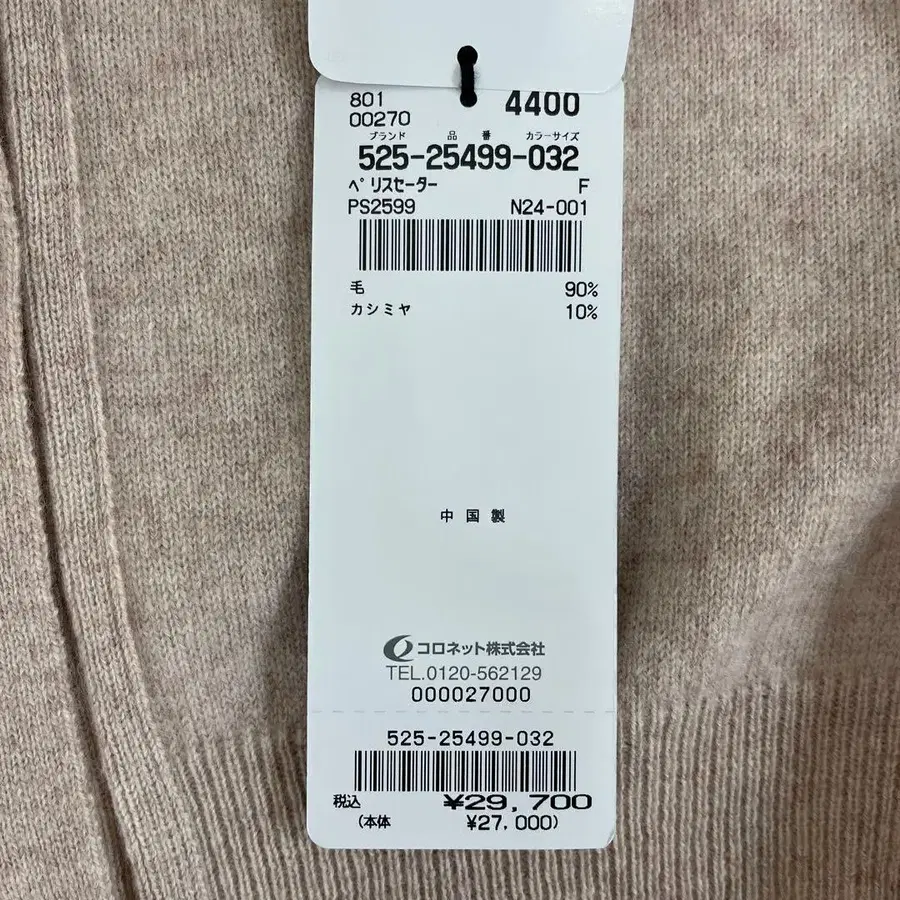 801 4400
00270
ブランド 品番 カラーサイズ
525-25499-032
ペリスセーター F
PS2599 N24-001
毛 90%
カシミヤ 10%
中国製
コロネット株式会社
TEL.0120-562129
000027000
525-25499-032
税込 ¥29,700
(本体 ¥27,000)